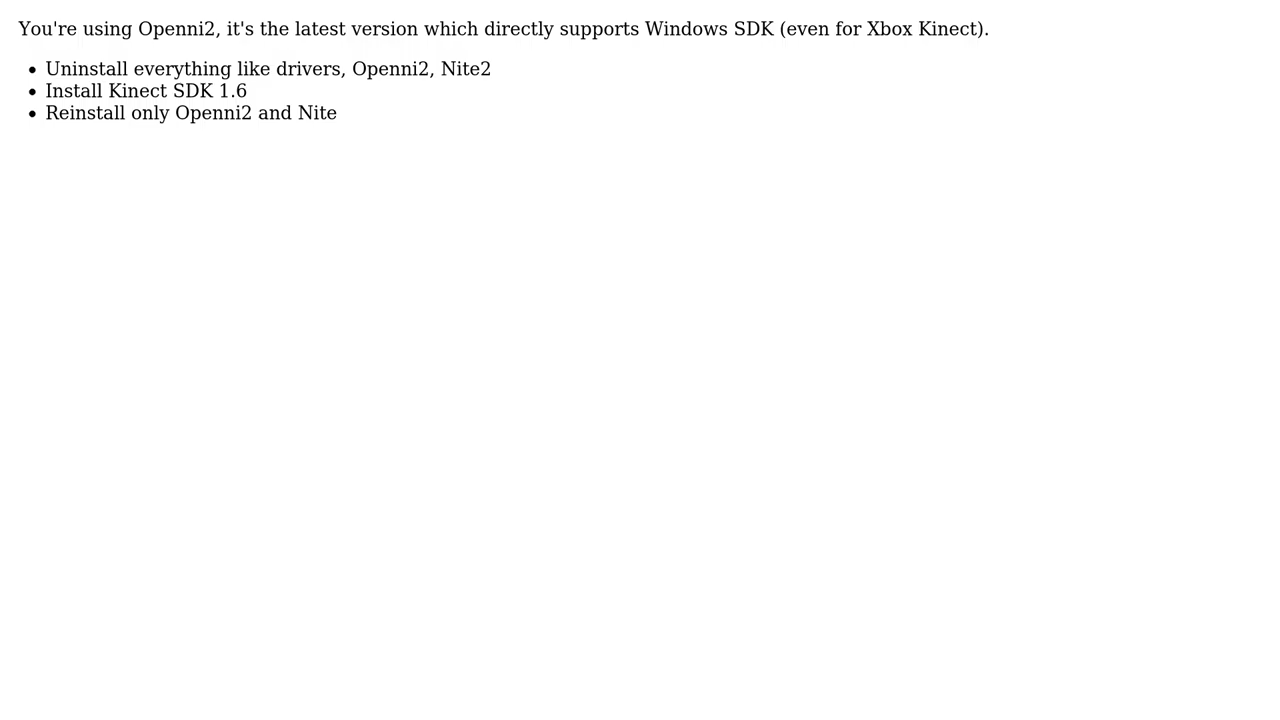 You're using Openni2, it's the latest version which directly supports Windows SDK (even for Xbox Kinect).
• Uninstall everything like drivers, Openni2, Nite2
• Install Kinect SDK 1.6
• Reinstall only Openni2 and Nite